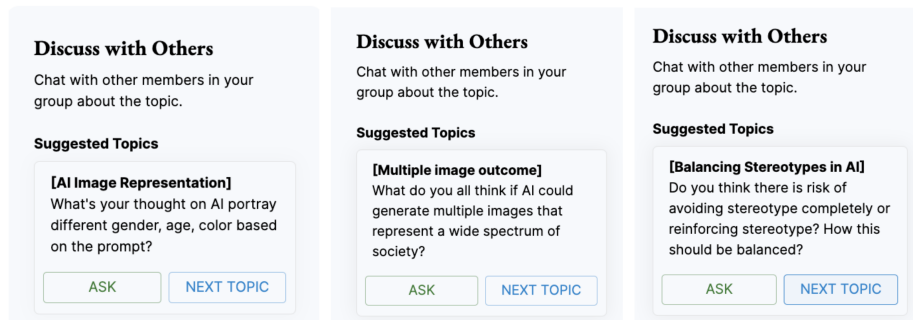 Discuss with Others
Chat with other members in your
group about the topic.
Suggested Topics
[AI Image Representation]
What's your thought on AI portray
different gender, age, color based
on the prompt?
ASK
NEXT TOPIC
Discuss with Others
Chat with other members in your
group about the topic.
Suggested Topics
[Multiple image outcome]
What do you all think if AI could
generate multiple images that
represent a wide spectrum of
society?
ASK
NEXT TOPIC
Discuss with Others
Chat with other members in your
group about the topic.
Suggested Topics
[Balancing Stereotypes in AI]
Do you think there is risk of
avoiding stereotype completely or
reinforcing stereotype? How this
should be balanced?
ASK
NEXT TOPIC